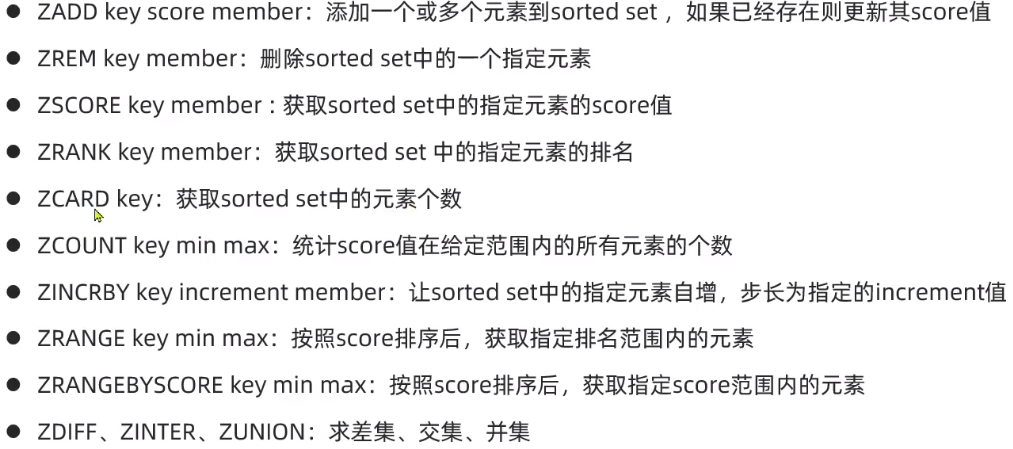 ZADD key score member：添加一个或多个元素到sorted set ，如果已经存在则更新其score值
● ZREM key member：删除sorted set中的一个指定元素
● ZSCORE key member : 获取sorted set中的指定元素的score值
● ZRANK key member：获取sorted set 中的指定元素的排名
● ZCARD key：获取sorted set中的元素个数
● ZCOUNT key min max：统计score值在给定范围内的所有元素的个数
● ZINCRBY key increment member：让sorted set中的指定元素自增，步长为指定的increment值
● ZRANGE key min max：按照score排序后，获取指定排名范围内的元素
● ZRANGEBYSCORE key min max：按照score排序后，获取指定score范围内的元素
● ZDIFF、ZINTER、ZUNION：求差集、交集、并集